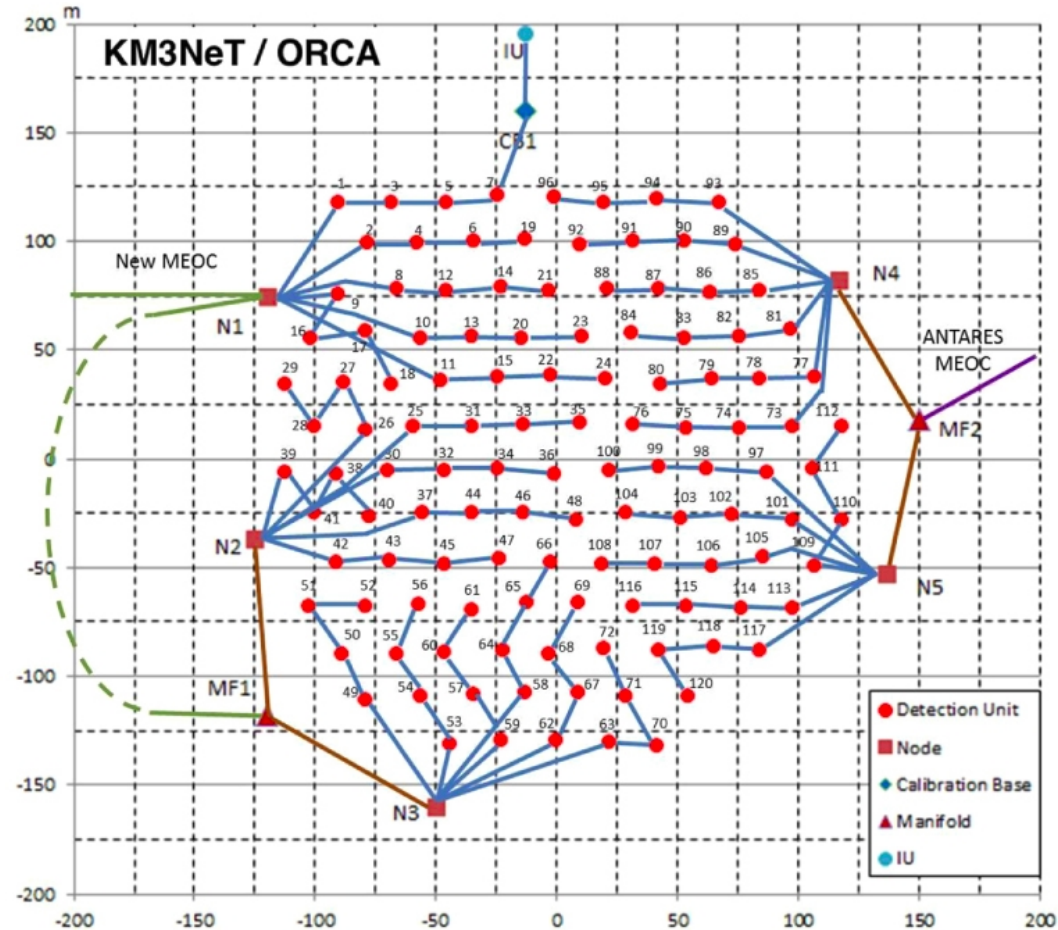 m
200
KM3NeT / ORCA
IU
150
CB1
1 3 5 7 96 95 94 93
100
2 4 6 19 92 91 90 89
New MEOC
N4
8 12 14 21 88 87 86 85
9
N1
50
16 17 10 13 20 23 84 83 82 81
ANTARES
MEOC
29 27 18 11 15 22 24 80 79 78 77
28 26 25 31 33 35 76 75 74 73 112
MF2
0
39 38 30 32 34 36 100 99 98 97 111
41 40 37 44 46 48 104 103 102 101 110
N2
42 43 45 47 66 108 107 106 105 109
-50
N5
51 52 56 61 65 69 116 115 114 113
50 55 60 64 68 72 119 118 117
-100
MF1
49 54 57 58 67 71 120
53 59 62 63 70
-150
N3
-200
-200 -150 -100 -50 0 50 100 150 200
Detection Unit
Node
Calibration Base
Manifold
IU